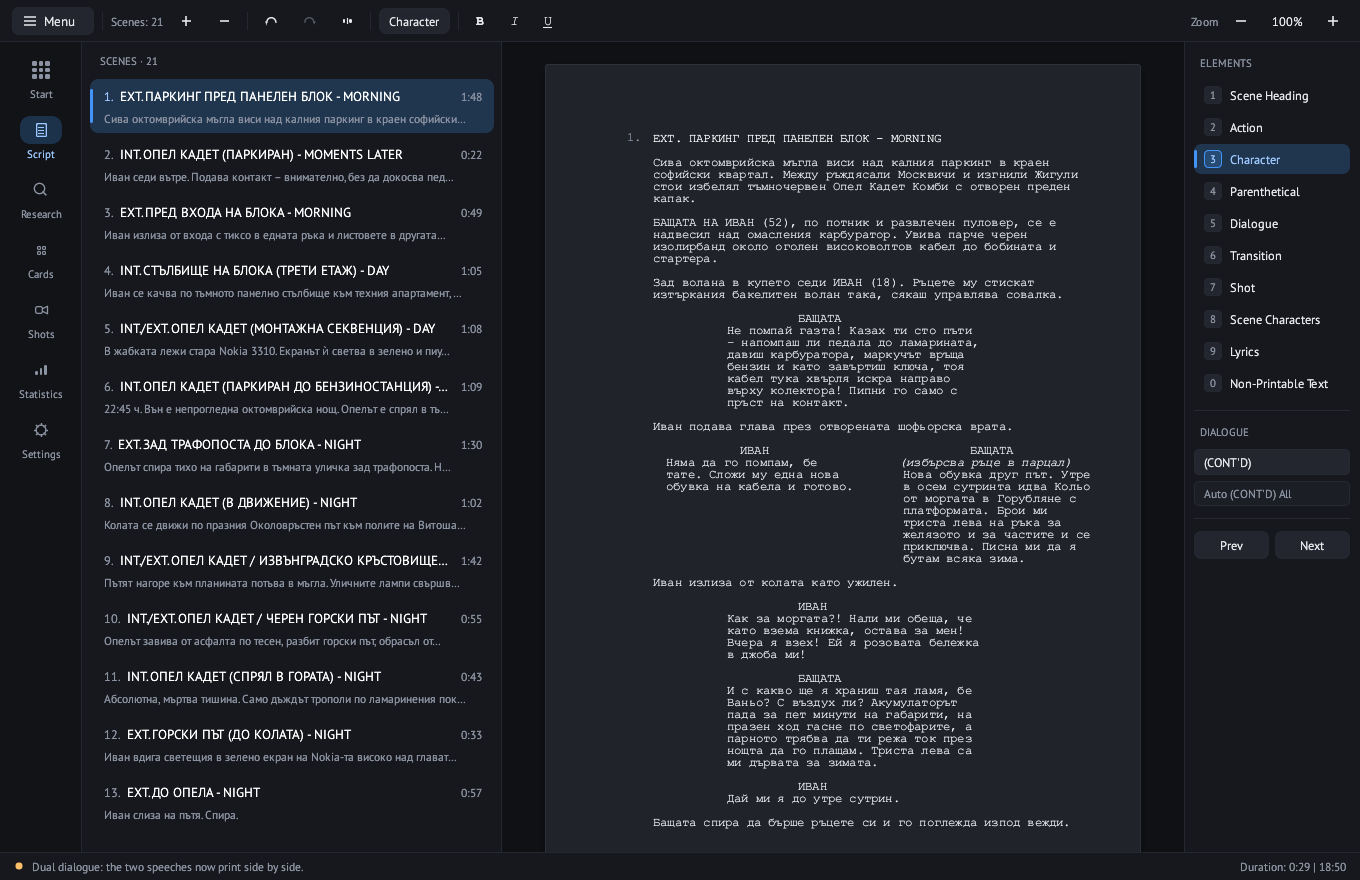 Menu
Scenes: 21
Character
B
I
U
Zoom
100%
Start
Script
Research
Cards
Shots
Statistics
Settings
SCENES · 21
1. EXT.ПАРКИНГ ПРЕД ПАНЕЛЕН БЛОК - MORNING 1:48
Сива октомврийска мъгла виси над калния паркинг в краен софийски...
2. INT.ОПЕЛ КАДЕТ (ПАРКИРАН) - MOMENTS LATER 0:22
Иван седи вътре. Подава контакт – внимателно, без да докосва пед...
3. EXT.ПРЕД ВХОДА НА БЛОКА - MORNING 0:49
Иван излиза от входа с тиксо в едната ръка и листовете в другата...
4. INT.СТЪЛБИЩЕ НА БЛОКА (ТРЕТИ ЕТАЖ) - DAY 1:05
Иван се качва по тъмното панелно стълбище към техния апартамент, ...
5. INT./EXT.ОПЕЛ КАДЕТ (МОНТАЖНА СЕКВЕНЦИЯ) - DAY 1:08
В жабката лежи стара Nokia 3310. Екранът ѝ светва в зелено и пиу...
6. INT.ОПЕЛ КАДЕТ (ПАРКИРАН ДО БЕНЗИНОСТАНЦИЯ) -... 1:09
22:45 ч. Вън е непрогледна октомврийска нощ. Опелът е спрял в тъ...
7. EXT.ЗАД ТРАФОПОСТА ДО БЛОКА - NIGHT 1:30
Опелът спира тихо на габарити в тъмната уличка зад трафопоста. Н...
8. INT.ОПЕЛ КАДЕТ (В ДВИЖЕНИЕ) - NIGHT 1:02
Колата се движи по празния Околовръстен път към полите на Витоша...
9. INT./EXT.ОПЕЛ КАДЕТ / ИЗВЪНГРАДСКО КРЪСТОВИЩЕ... 1:42
Пътят нагоре към планината потъва в мъгла. Уличните лампи свършв...
10. INT./EXT.ОПЕЛ КАДЕТ / ЧЕРЕН ГОРСКИ ПЪТ - NIGHT 0:55
Опелът завива от асфалта по тесен, разбит горски път, обрасъл от...
11. INT.ОПЕЛ КАДЕТ (СПРЯЛ В ГОРАТА) - NIGHT 0:43
Абсолютна, мъртва тишина. Само дъждът трополи по ламаринения пок...
12. EXT.ГОРСКИ ПЪТ (ДО КОЛАТА) - NIGHT 0:33
Иван вдига светещия в зелено екран на Nokia-та високо над глават...
13. EXT.ДО ОПЕЛА - NIGHT 0:57
Иван слиза на пътя. Спира.
1. EXT. ПАРКИНГ ПРЕД ПАНЕЛЕН БЛОК - MORNING
Сива октомврийска мъгла виси над калния паркинг в краен
софийски квартал. Между ръждясали Москвичи и изгнили Жигули
стои избелял тъмночервен Опел Кадет Комби с отворен преден
капак.
БАЩАТА НА ИВАН (52), по потник и развлечен пуловер, се е
надвесил над омасления карбуратор. Увива парче черен
изолирбанд около оголен високоволтов кабел до бобината и
стартера.
Зад волана в купето седи ИВАН (18). Ръцете му стискат
изтъркания бакелитен волан така, сякаш управлява совалка.
БАЩАТА
Не помпай газта! Казах ти сто пъти
– напомпаш ли педала до ламарината,
давиш карбуратора, маркучът връща
бензин и като завъртиш ключа, тоя
кабел тука хвърля искра направо
върху колектора! Пипни го само с
пръст на контакт.
Иван подава глава през отворената шофьорска врата.
ИВАН
Няма да го помпам, бе
тате. Сложи му една нова
обувка на кабела и готово.
БАЩАТА
(избърсва ръце в парцал)
Нова обувка друг път. Утре
в осем сутринта идва Кольо
от моргата в Горубляне с
платформата. Брои ми
триста лева на ръка за
желязото и за частите и се
приключва. Писна ми да я
бутам всяка зима.
Иван излиза от колата като ужилен.
ИВАН
Как за моргата?! Нали ми обеща, че
като взема книжка, остава за мен!
Вчера я взех! Ей я розовата бележка
в джоба ми!
БАЩАТА
И с какво ще я храниш тая ламя, бе
Ваньо? С въздух ли? Акумулаторът
пада за пет минути на габарити, на
празен ход гасне по светофарите, а
парното трябва да ти режа ток през
нощта да го плащам. Триста лева са
ми дървата за зимата.
ИВАН
Дай ми я до утре сутрин.
Бащата спира да бърше ръцете си и го поглежда изпод вежди.
ELEMENTS
1 Scene Heading
2 Action
3 Character
4 Parenthetical
5 Dialogue
6 Transition
7 Shot
8 Scene Characters
9 Lyrics
0 Non-Printable Text
DIALOGUE
(CONT'D)
Auto (CONT'D) All
Prev
Next
Dual dialogue: the two speeches now print side by side.
Duration: 0:29 | 18:50